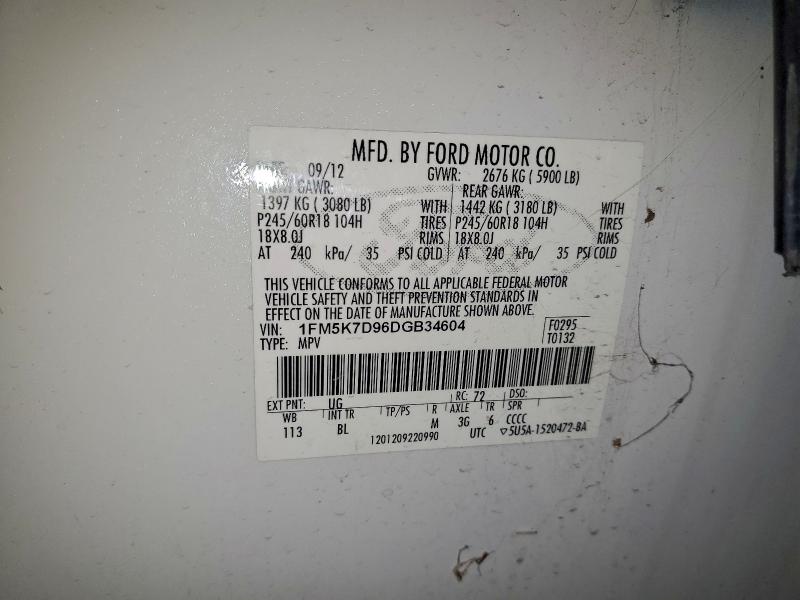 MFD. BY FORD MOTOR CO.
09/12 GVWR: 2676 KG ( 5900 LB)
FRONT GAWR: REAR GAWR:
1397 KG ( 3080 LB) WITH 1442 KG ( 3180 LB) WITH
P245/60R18 104H TIRES P245/60R18 104H TIRES
18X8.0J RIMS 18X8.0J RIMS
AT 240 kPa/ 35 PSI COLD AT 240 kPa/ 35 PSI COLD
THIS VEHICLE CONFORMS TO ALL APPLICABLE FEDERAL MOTOR
VEHICLE SAFETY AND THEFT PREVENTION STANDARDS IN
EFFECT ON THE DATE OF MANUFACTURE SHOWN ABOVE.
VIN: 1FM5K7D96DGB34604 F0295
TYPE: MPV T0132
EXT PNT: UG RC: 72 DSO:
WB INT TR TP/PS R AXLE TR SPR
113 BL M 3G 6 CCCC
1201209220990 UTC ▽5U5A-1520472-BA